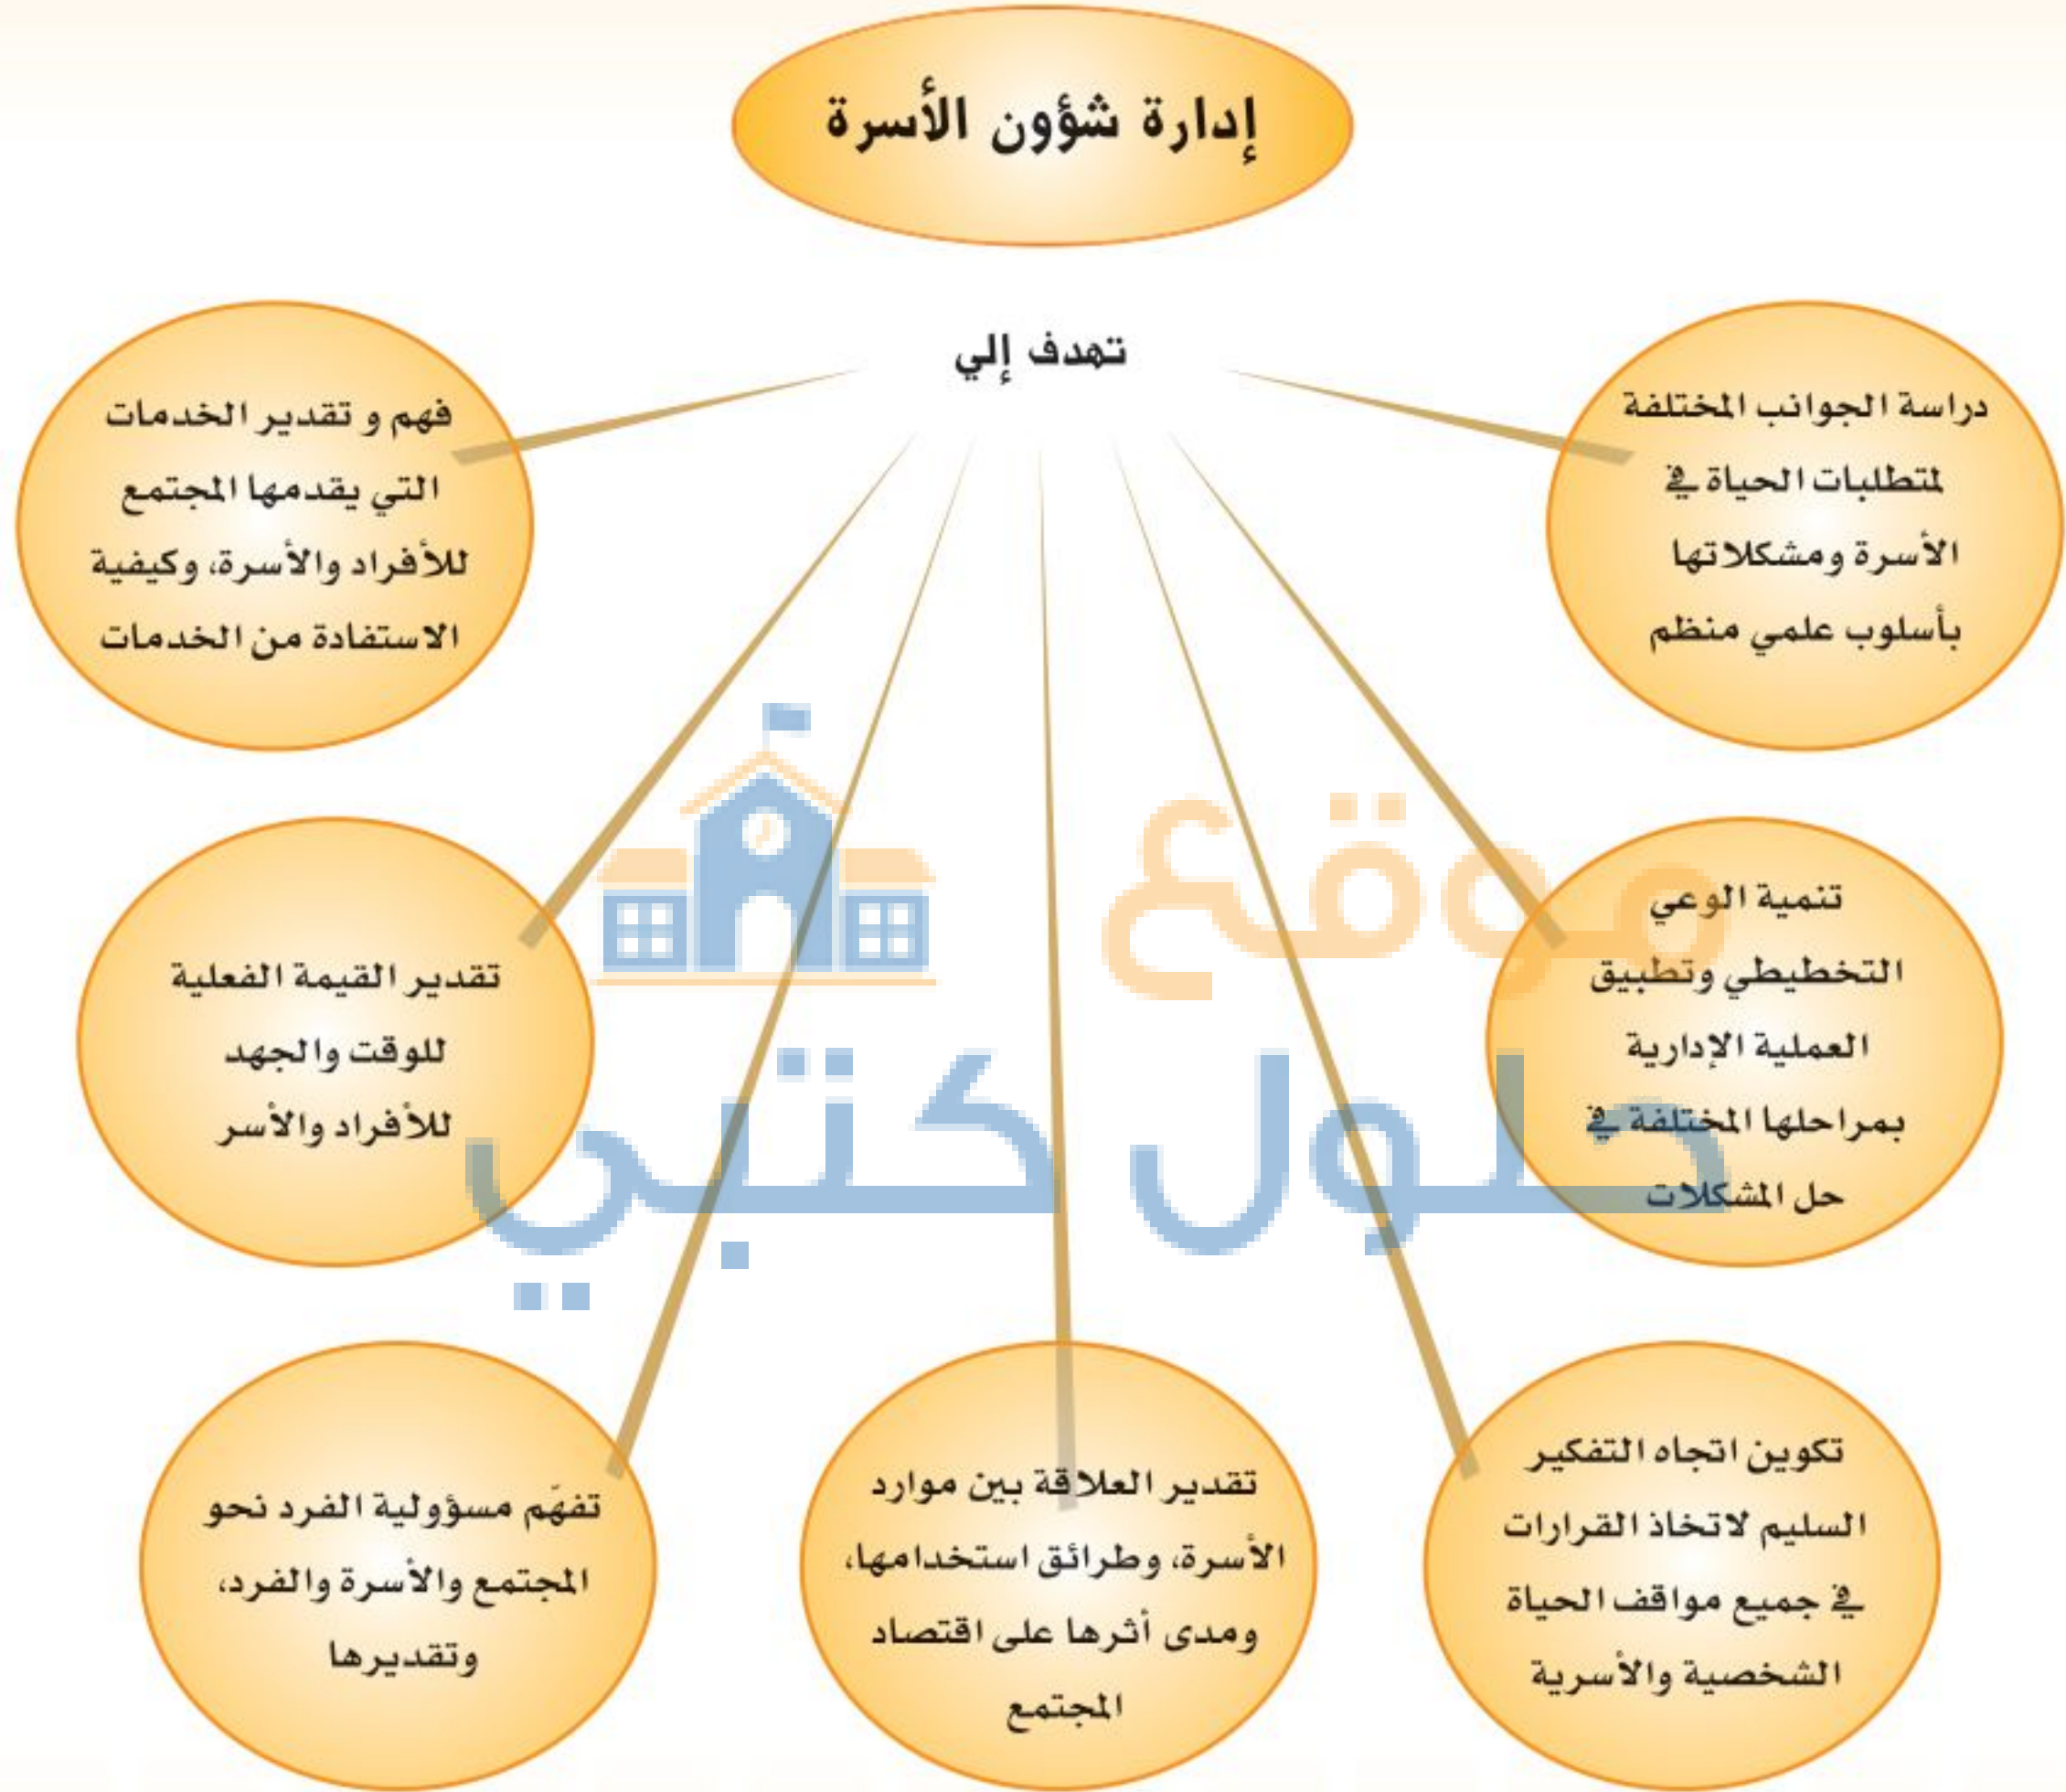 إدارة شؤون الأسرة
تهدف إلي
دراسة الجوانب المختلفة
لمتطلبات الحياة في
الأسرة ومشكلاتها
بأسلوب علمي منظم
تنمية الوعي
التخطيطي وتطبيق
العملية الإدارية
بمراحلها المختلفة في
حل المشكلات
تكوين اتجاه التفكير
السليم لاتخاذ القرارات
في جميع مواقف الحياة
الشخصية والأسرية
تقدير العلاقة بين موارد
الأسرة، وطرائق استخدامها،
ومدى أثرها على اقتصاد
المجتمع
تفهّم مسؤولية الفرد نحو
المجتمع والأسرة والفرد،
وتقديرها
تقدير القيمة الفعلية
للوقت والجهد
للأفراد والأسر
فهم و تقدير الخدمات
التي يقدمها المجتمع
للأفراد والأسرة، وكيفية
الاستفادة من الخدمات
موقع
حلول كتبي